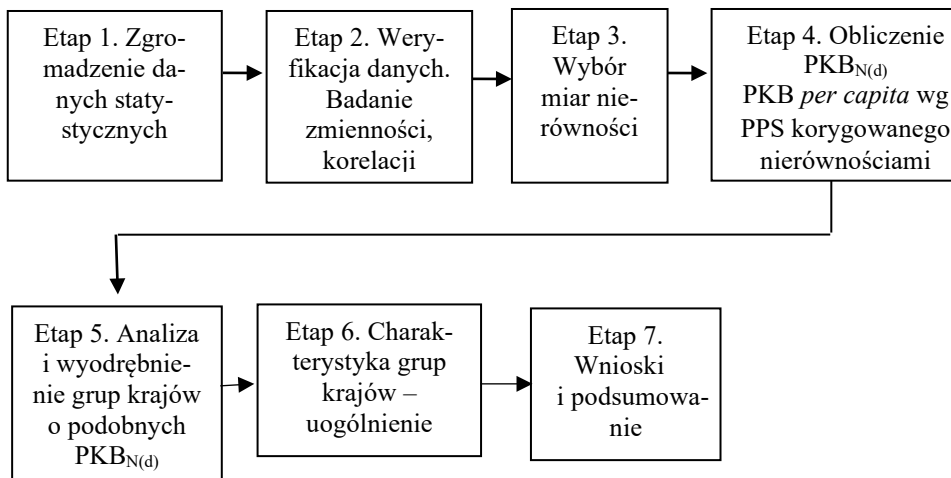 Etap 1. Zgro-
madzenie da-
nych staty-
stycznych
Etap 2. Wery-
fikacja danych.
Badanie
zmienności,
korelacji
Etap 3.
Wybór
miar nie-
równości
Etap 4. Obliczenie
PKBN(d)
PKB per capita wg
PPS korygowanego
nierównościami
Etap 5. Analiza
i wyodrębnie-
nie grup krajów
o podobnych
PKBN(d)
Etap 6. Charak-
terystyka grup
krajów –
uogólnienie
Etap 7.
Wnioski
i podsumowa-
nie